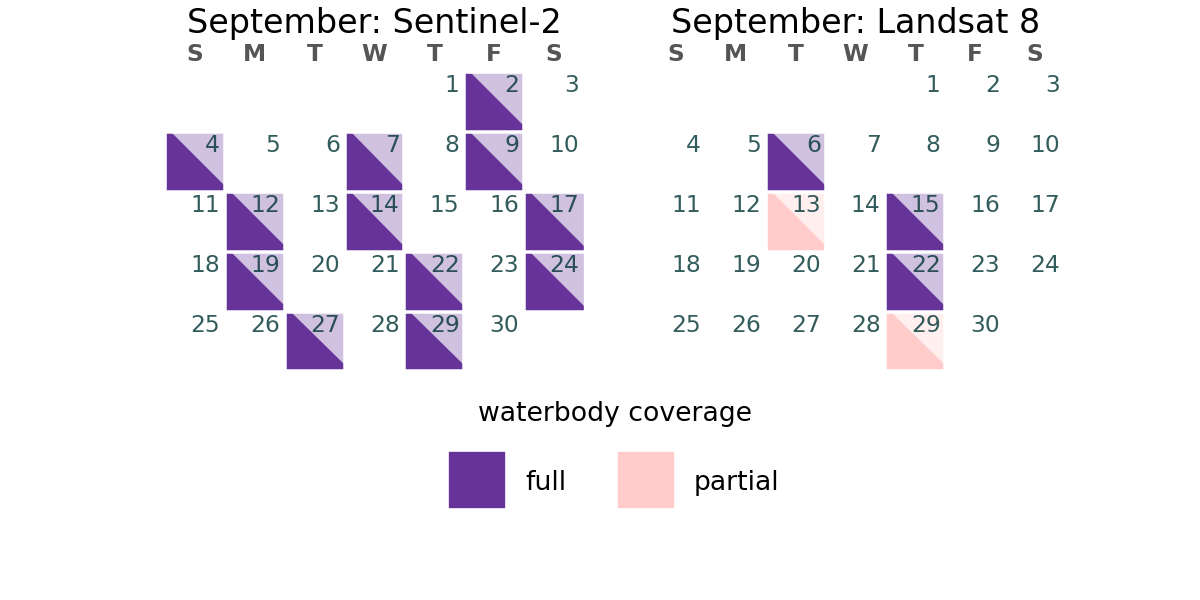 September: Sentinel-2
S M T W T F S
1 2 3
4 5 6 7 8 9 10
11 12 13 14 15 16 17
18 19 20 21 22 23 24
25 26 27 28 29 30
September: Landsat 8
S M T W T F S
1 2 3
4 5 6 7 8 9 10
11 12 13 14 15 16 17
18 19 20 21 22 23 24
25 26 27 28 29 30
waterbody coverage
full partial